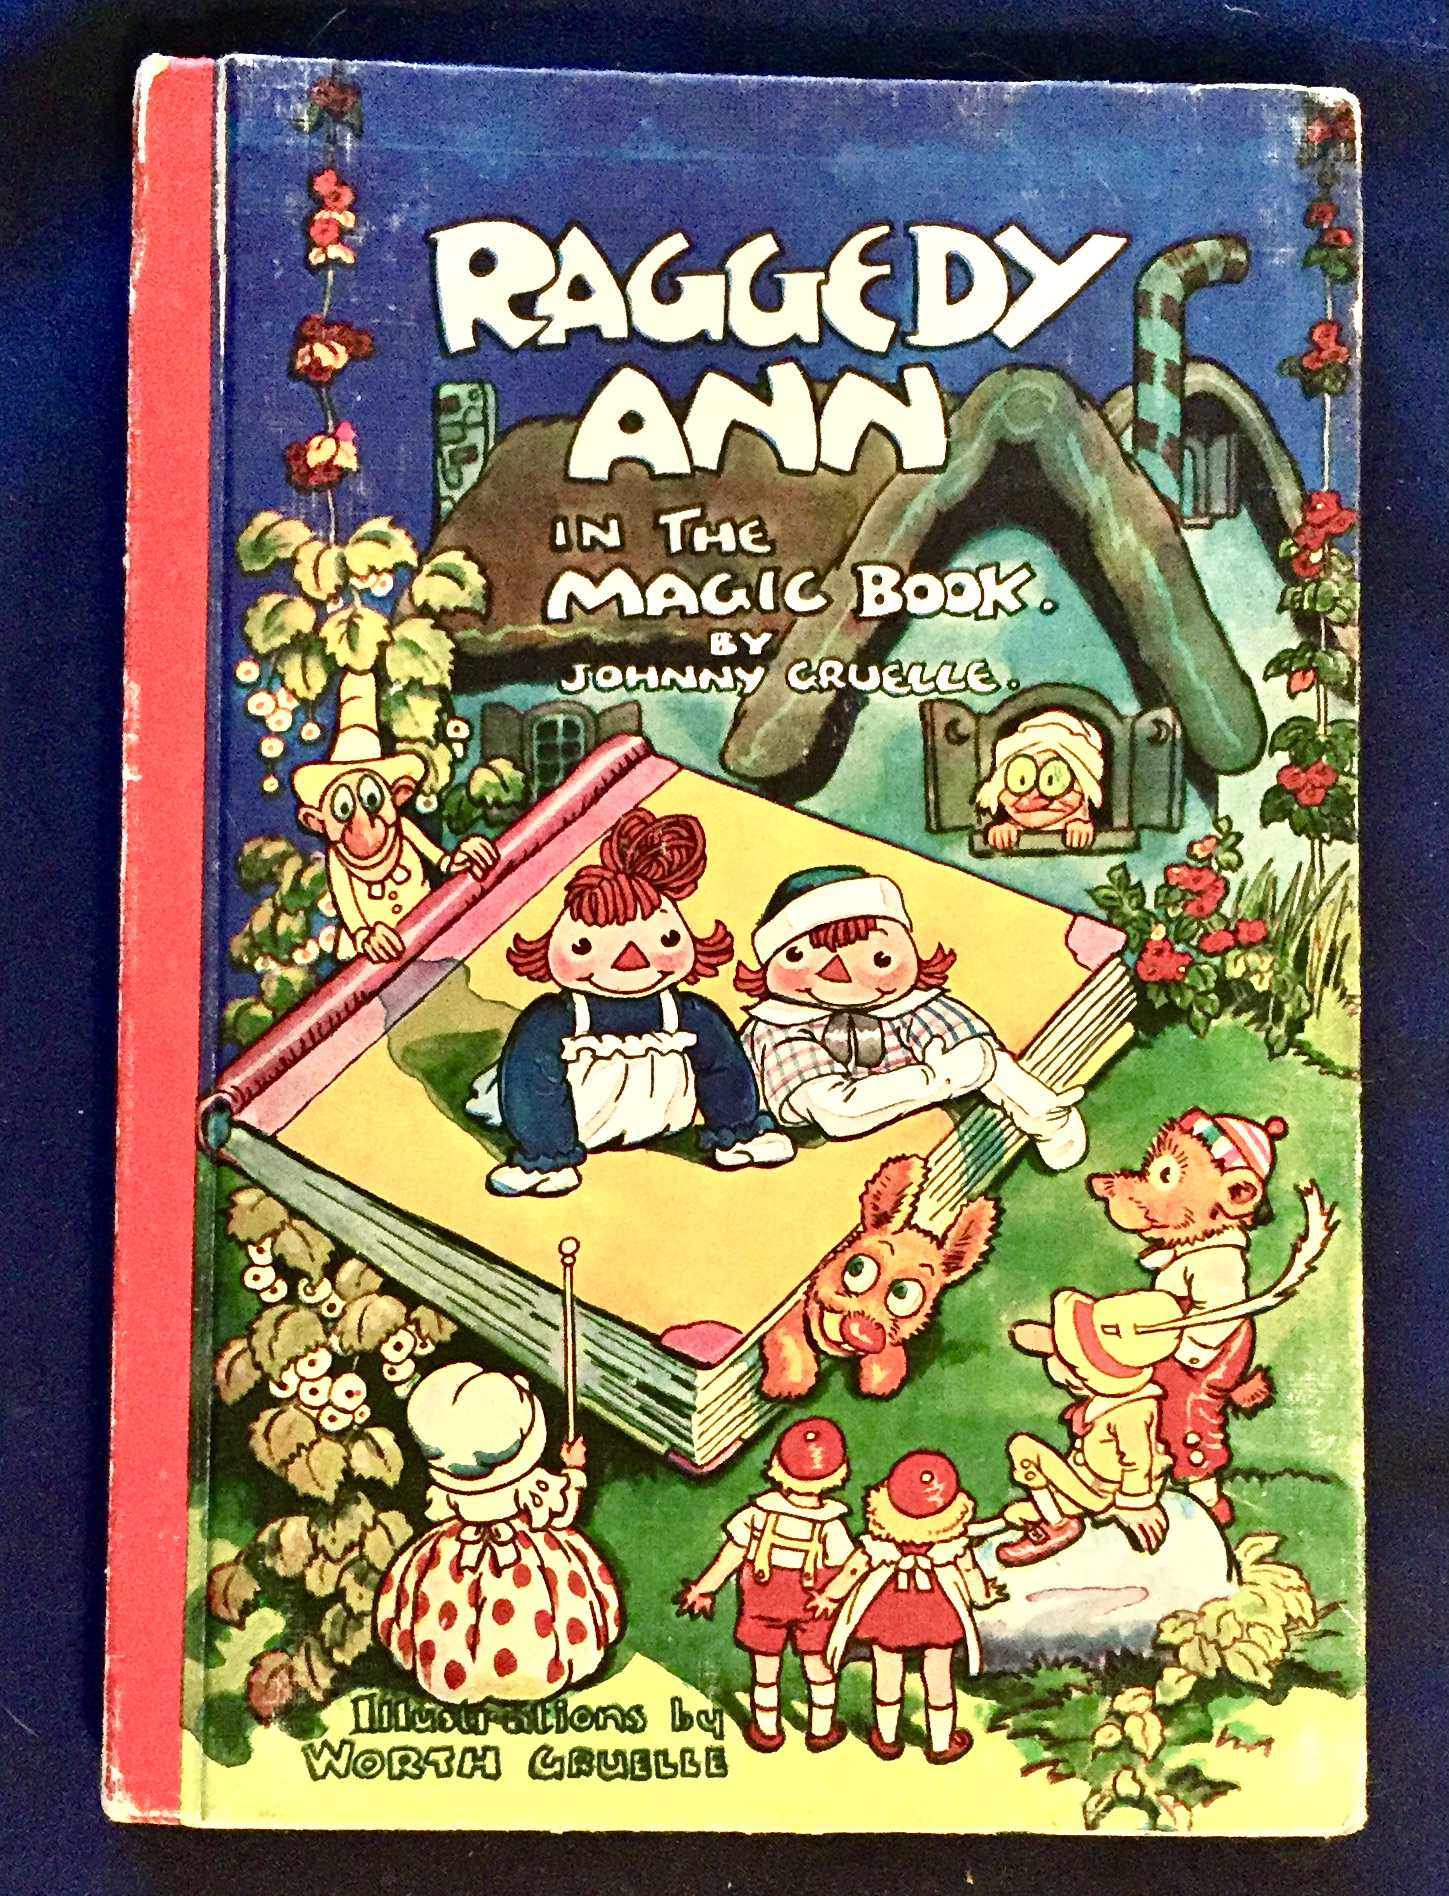 RAGGEDY
ANN
IN THE
MAGIC BOOK.
BY
JOHNNY GRUELLE.
Illustrations by
WORTH GRUELLE